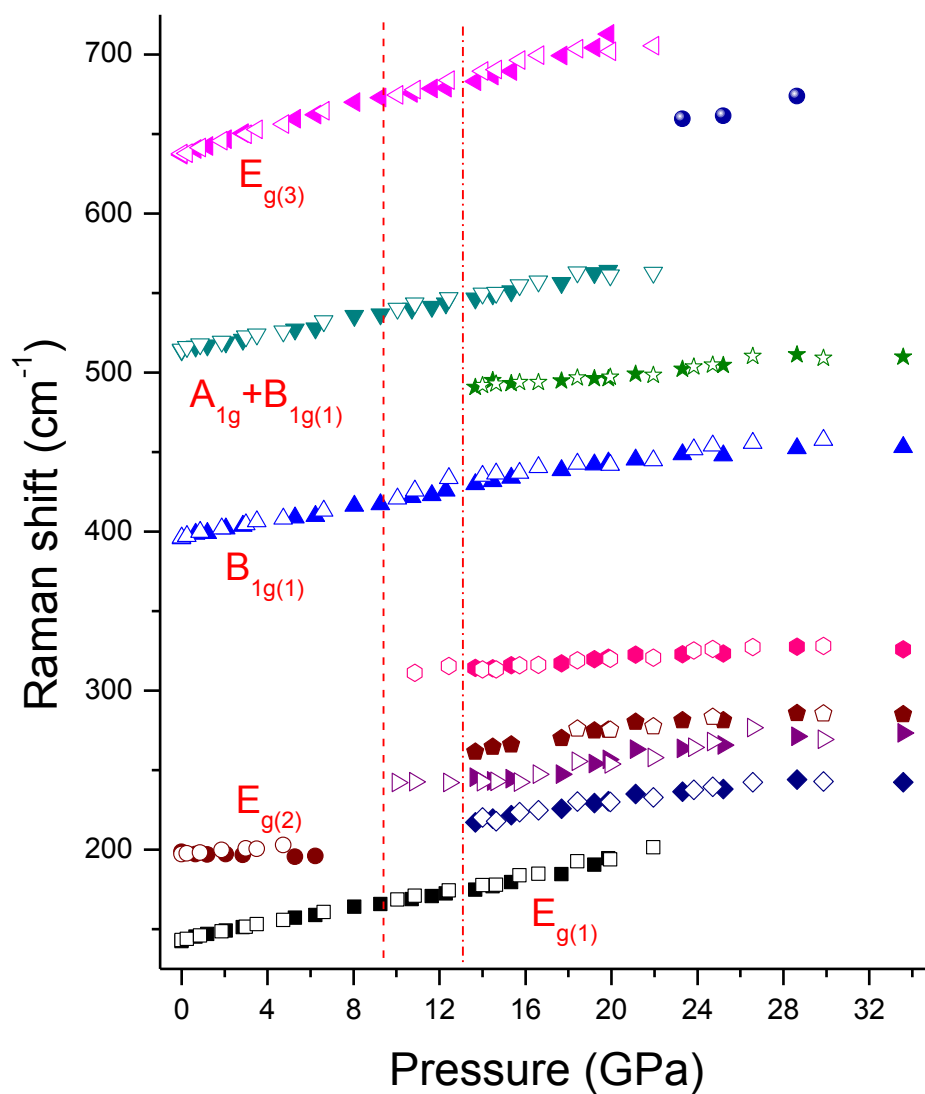 700
E g(3)
600
A1g+B1g(1)
500
B1g(1)
400
300
Eg(2)
200
Eg(1)
0 4 8 12 16 20 24 28 32
Raman shift (cm-1)
Pressure (GPa)